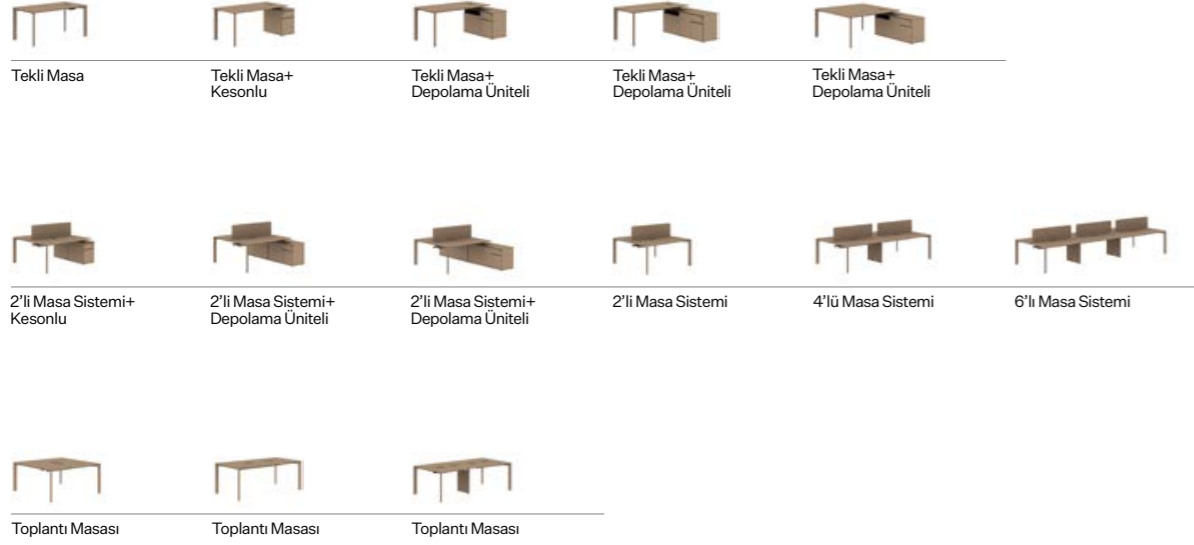 Tekli Masa
Tekli Masa+
Kesonlu
Tekli Masa+
Depolama Üniteli
Tekli Masa+
Depolama Üniteli
Tekli Masa+
Depolama Üniteli
2’li Masa Sistemi+
Kesonlu
2’li Masa Sistemi+
Depolama Üniteli
2’li Masa Sistemi+
Depolama Üniteli
2’li Masa Sistemi
4’lü Masa Sistemi
6’lı Masa Sistemi
Toplantı Masası
Toplantı Masası
Toplantı Masası